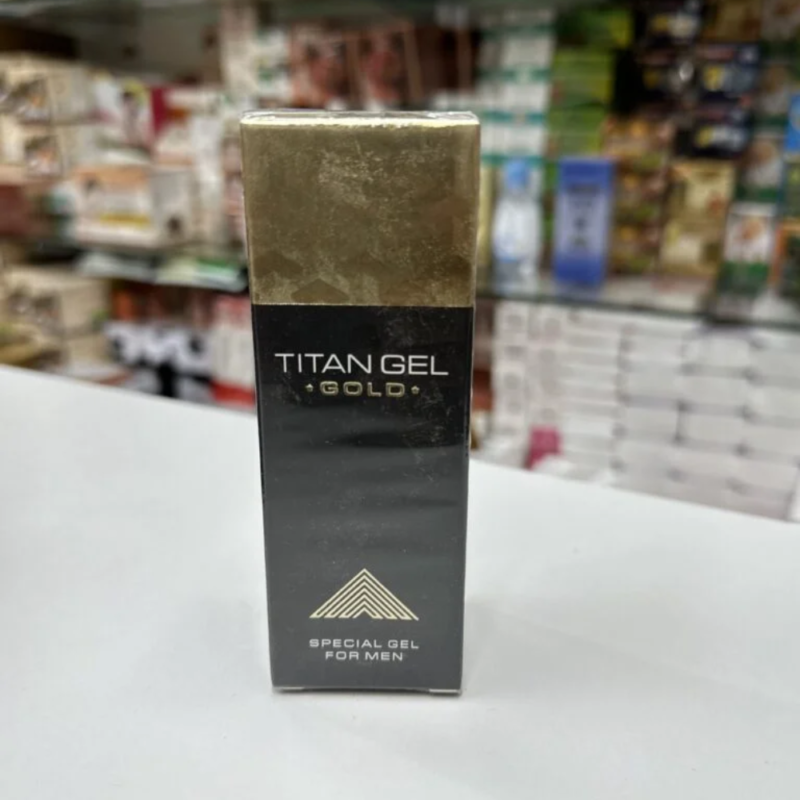 TITAN GEL
GOLD
SPECIAL GEL
FOR MEN